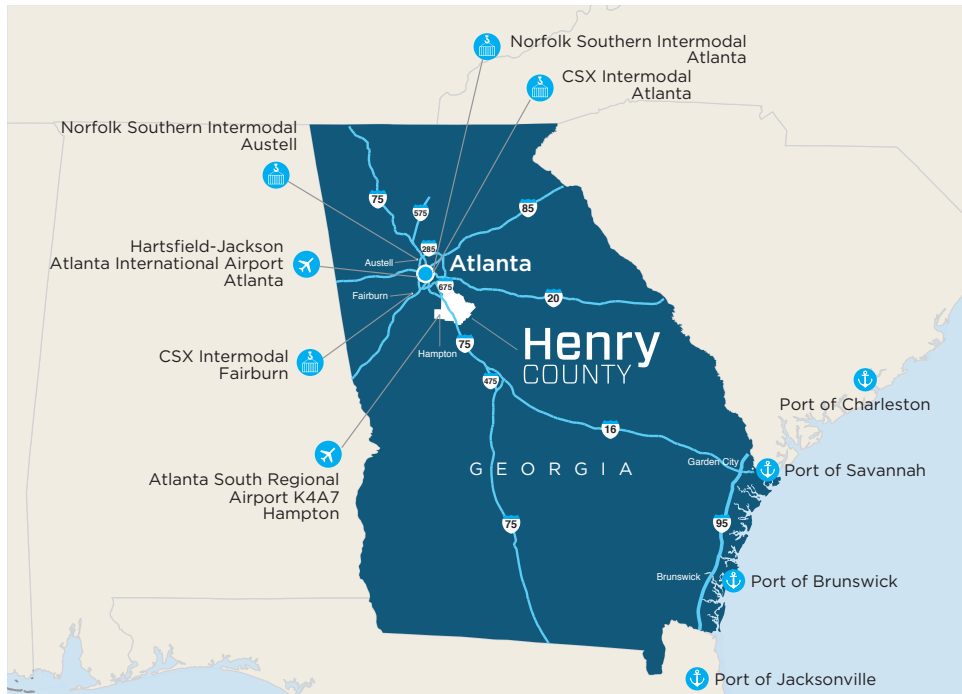 Norfolk Southern Intermodal
Atlanta
CSX Intermodal
Atlanta
Norfolk Southern Intermodal
Austell
75
575
85
285
Hartsfield-Jackson
Atlanta International Airport
Atlanta
Austell
Atlanta
675
Fairburn
20
Henry
COUNTY
75
Hampton
CSX Intermodal
Fairburn
475
Port of Charleston
16
GEORGIA
Garden City
Port of Savannah
Atlanta South Regional
Airport K4A7
Hampton
75
95
Brunswick
Port of Brunswick
Port of Jacksonville